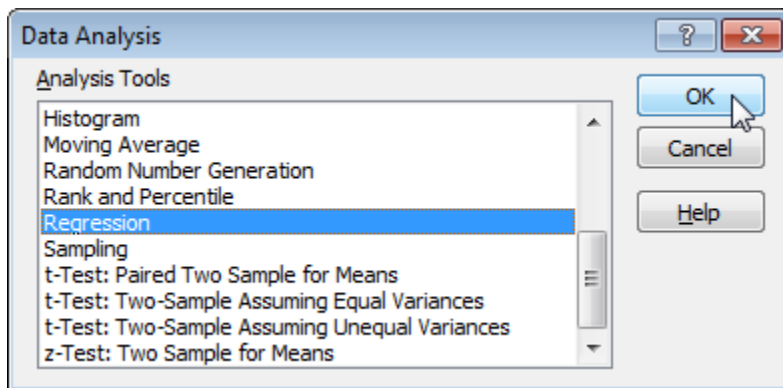 Data Analysis
Analysis Tools
Histogram
Moving Average
Random Number Generation
Rank and Percentile
Regression
Sampling
t-Test: Paired Two Sample for Means
t-Test: Two-Sample Assuming Equal Variances
t-Test: Two-Sample Assuming Unequal Variances
z-Test: Two Sample for Means
OK
Cancel
Help